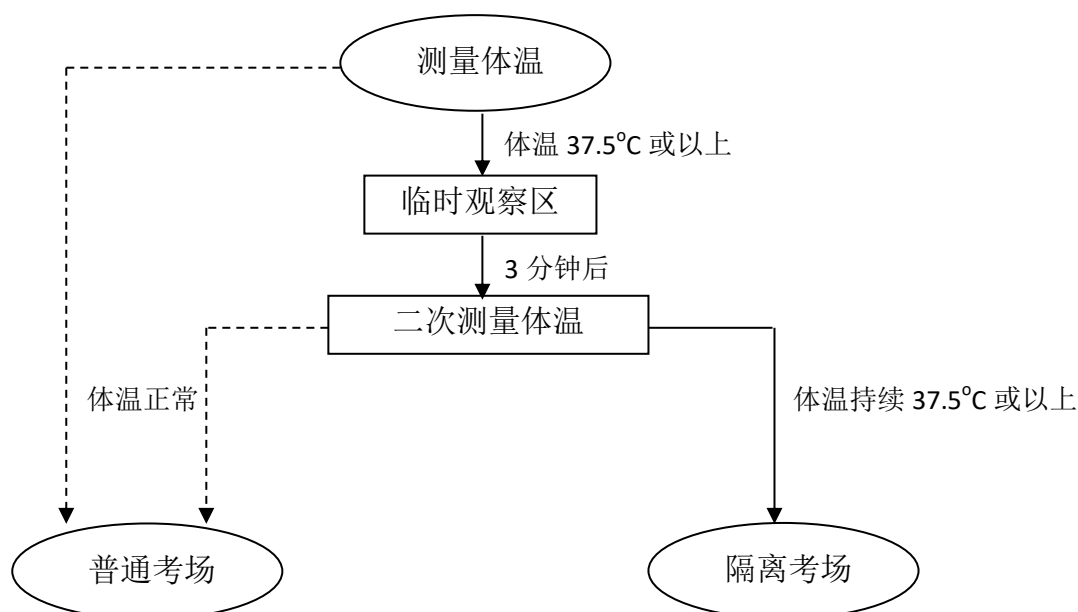 测量体温
体温 37.5°C 或以上
临时观察区
3 分钟后
二次测量体温
体温正常
体温持续 37.5°C 或以上
普通考场
隔离考场